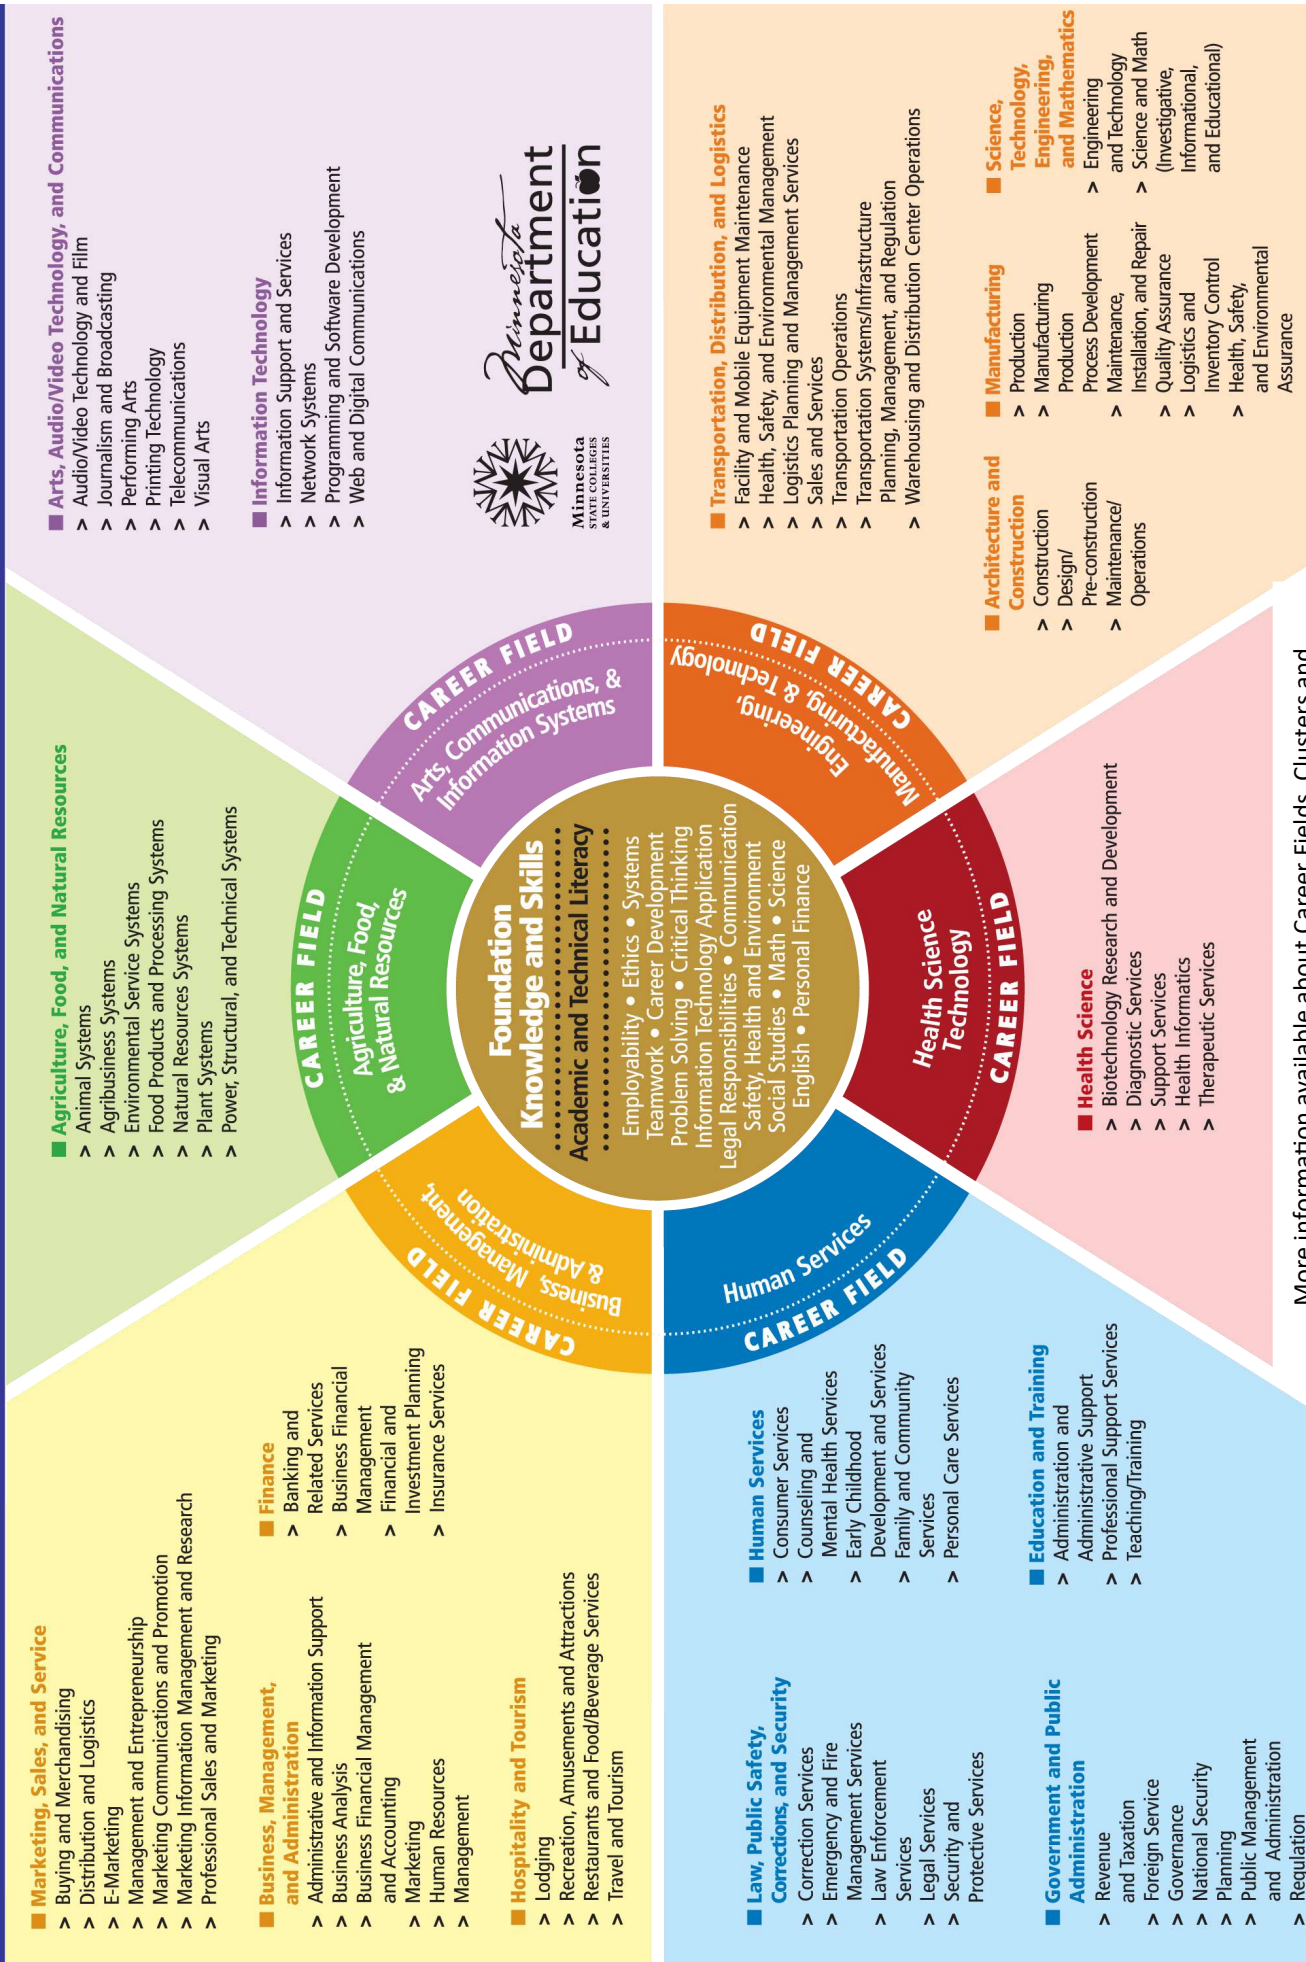 Marketing, Sales, and Service
> Buying and Merchandising
> Distribution and Logistics
> E-Marketing
> Management and Entrepreneurship
> Marketing Communications and Promotion
> Marketing Information Management and Research
> Professional Sales and Marketing
Business, Management,
and Administration
> Administrative and Information Support
> Business Analysis
> Business Financial Management
and Accounting
> Marketing
> Human Resources
> Management
Finance
> Banking and
Related Services
> Business Financial
Management
> Financial and
Investment Planning
> Insurance Services
Hospitality and Tourism
> Lodging
> Recreation, Amusements and Attractions
> Restaurants and Food/Beverage Services
> Travel and Tourism
CAREER FIELD
Business, Management,
& Administration
Agriculture, Food, and Natural Resources
> Animal Systems
> Agribusiness Systems
> Environmental Service Systems
> Food Products and Processing Systems
> Natural Resources Systems
> Plant Systems
> Power, Structural, and Technical Systems
CAREER FIELD
Agriculture, Food,
& Natural Resources
Arts, Audio/Video Technology, and Communications
> Audio/Video Technology and Film
> Journalism and Broadcasting
> Performing Arts
> Printing Technology
> Telecommunications
> Visual Arts
Information Technology
> Information Support and Services
> Network Systems
> Programming and Software Development
> Web and Digital Communications
CAREER FIELD
Arts, Communications, &
Information Systems
Minnesota
STATE COLLEGES
& UNIVERSITIES
Minnesota
Department
of Education
Foundation
Knowledge and Skills
Academic and Technical Literacy
Employability • Ethics • Systems
Teamwork • Career Development
Problem Solving • Critical Thinking
Information Technology Application
Legal Responsibilities • Communication
Safety, Health and Environment
Social Studies • Math • Science
English • Personal Finance
Human Services
CAREER FIELD
Law, Public Safety,
Corrections, and Security
> Correction Services
> Emergency and Fire
Management Services
> Law Enforcement
Services
> Legal Services
> Security and
Protective Services
Human Services
> Consumer Services
> Counseling and
Mental Health Services
> Early Childhood
Development and Services
> Family and Community
Services
> Personal Care Services
Government and Public
Administration
> Revenue
and Taxation
> Foreign Service
> Governance
> National Security
> Planning
> Public Management
and Administration
> Regulation
Education and Training
> Administration and
Administrative Support
> Professional Support Services
> Teaching/Training
Health Science
Technology
CAREER FIELD
Health Science
> Biotechnology Research and Development
> Diagnostic Services
> Support Services
> Health Informatics
> Therapeutic Services
Engineering,
Manufacturing, & Technology
CAREER FIELD
Transportation, Distribution, and Logistics
> Facility and Mobile Equipment Maintenance
> Health, Safety, and Environmental Management
> Logistics Planning and Management Services
> Sales and Services
> Transportation Operations
> Transportation Systems/Infrastructure
Planning, Management, and Regulation
> Warehousing and Distribution Center Operations
Architecture and
Construction
> Construction
> Design/
Pre-construction
> Maintenance/
Operations
Manufacturing
> Production
> Manufacturing
Production
Process Development
> Maintenance,
Installation, and Repair
> Quality Assurance
> Logistics and
Inventory Control
> Health, Safety,
and Environmental
Assurance
Science,
Technology,
Engineering,
and Mathematics
> Engineering
and Technology
> Science and Math
(Investigative,
Informational,
and Educational)
More information available about Career Fields, Clusters and